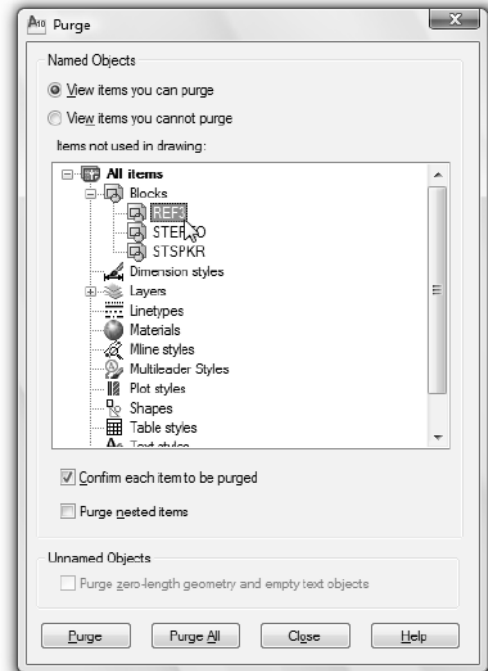 Purge
Named Objects
View items you can purge
View items you cannot purge
Items not used in drawing:
All items
Blocks
REF3
STSPKR
Dimension styles
Layers
Linetypes
Materials
Mline styles
Multileader Styles
Plot styles
Shapes
Table styles
Text styles
Confirm each item to be purged
Purge nested items
Unnamed Objects
Purge zero-length geometry and empty text objects
Purge Purge All Close Help